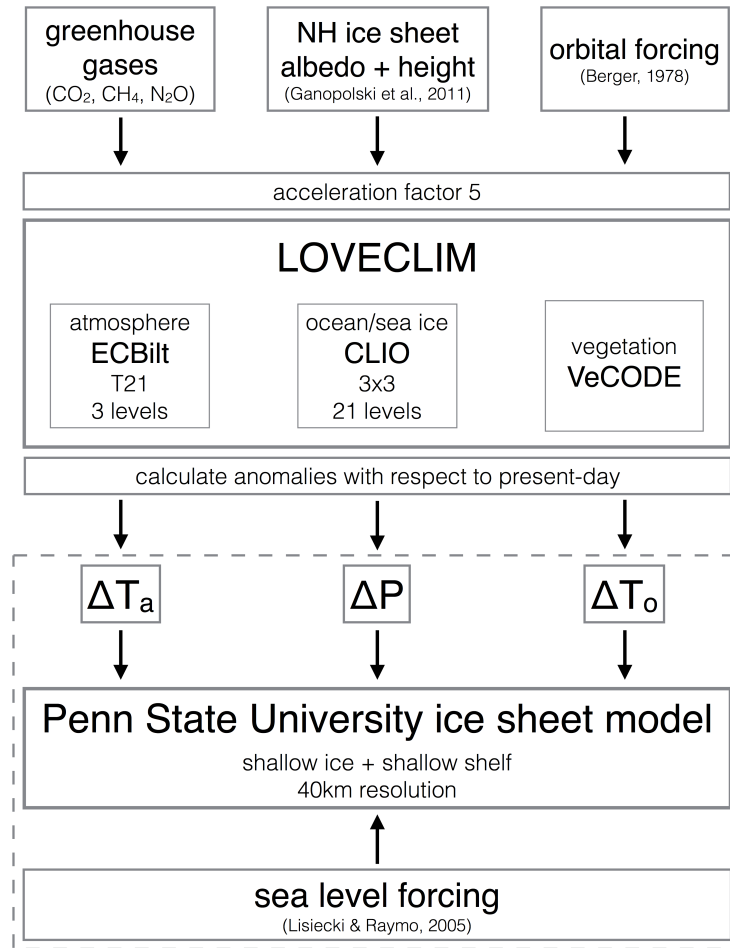 greenhouse
gases
(CO₂, CH₄, N₂O)
NH ice sheet
albedo + height
(Ganopolski et al., 2011)
orbital forcing
(Berger, 1978)
acceleration factor 5
LOVECLIM
atmosphere
ECBilt
T21
3 levels
ocean/sea ice
CLIO
3x3
21 levels
vegetation
VeCODE
calculate anomalies with respect to present-day
ΔTₐ
ΔP
ΔTₒ
Penn State University ice sheet model
shallow ice + shallow shelf
40km resolution
sea level forcing
(Lisiecki & Raymo, 2005)